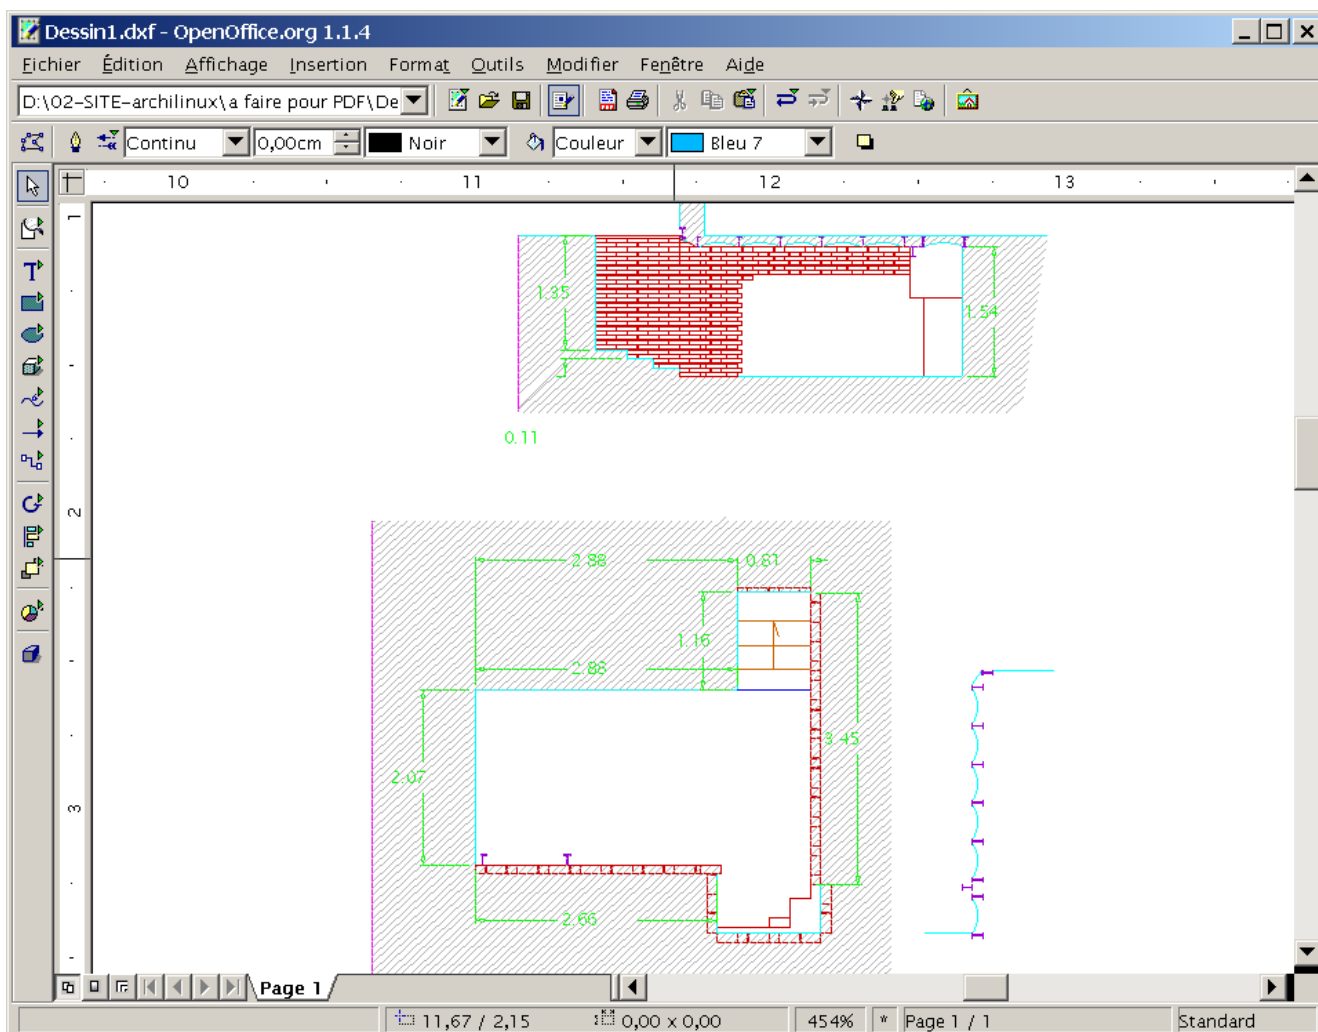 Dessin1.dxf - OpenOffice.org 1.1.4
Fichier Édition Affichage Insertion Format Outils Modifier Fenêtre Aide
D:\02-SITE-archilinux\a faire pour PDF\De
Continu 0,00cm Noir Couleur Bleu 7
10 11 12 13
1
1.35
1.54
0.11
2
2.88 0.81
1.16
2.88
3.45
2.07
3
2.66
Page 1
11,67 / 2,15 0,00 x 0,00 454% * Page 1 / 1 Standard